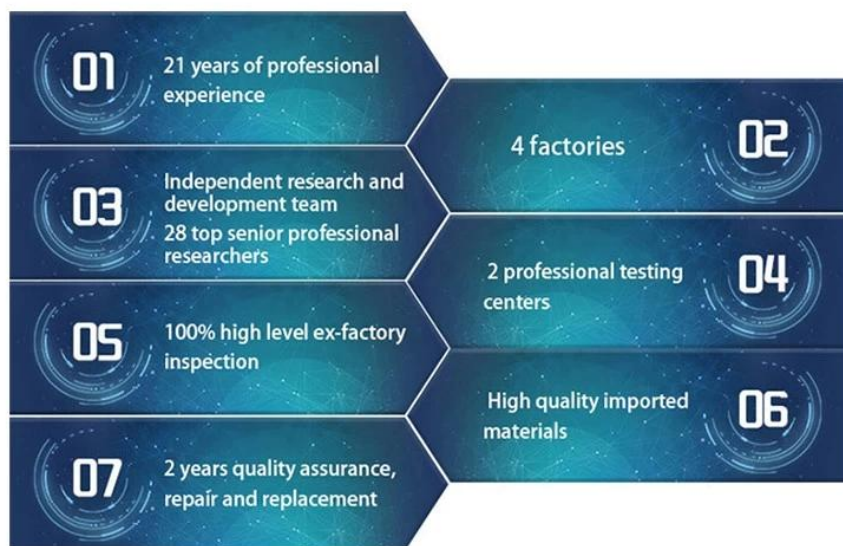 01
21 years of professional
experience
02
4 factories
03
Independent research and
development team
28 top senior professional
researchers
04
2 professional testing
centers
05
100% high level ex-factory
inspection
06
High quality imported
materials
07
2 years quality assurance,
repair and replacement